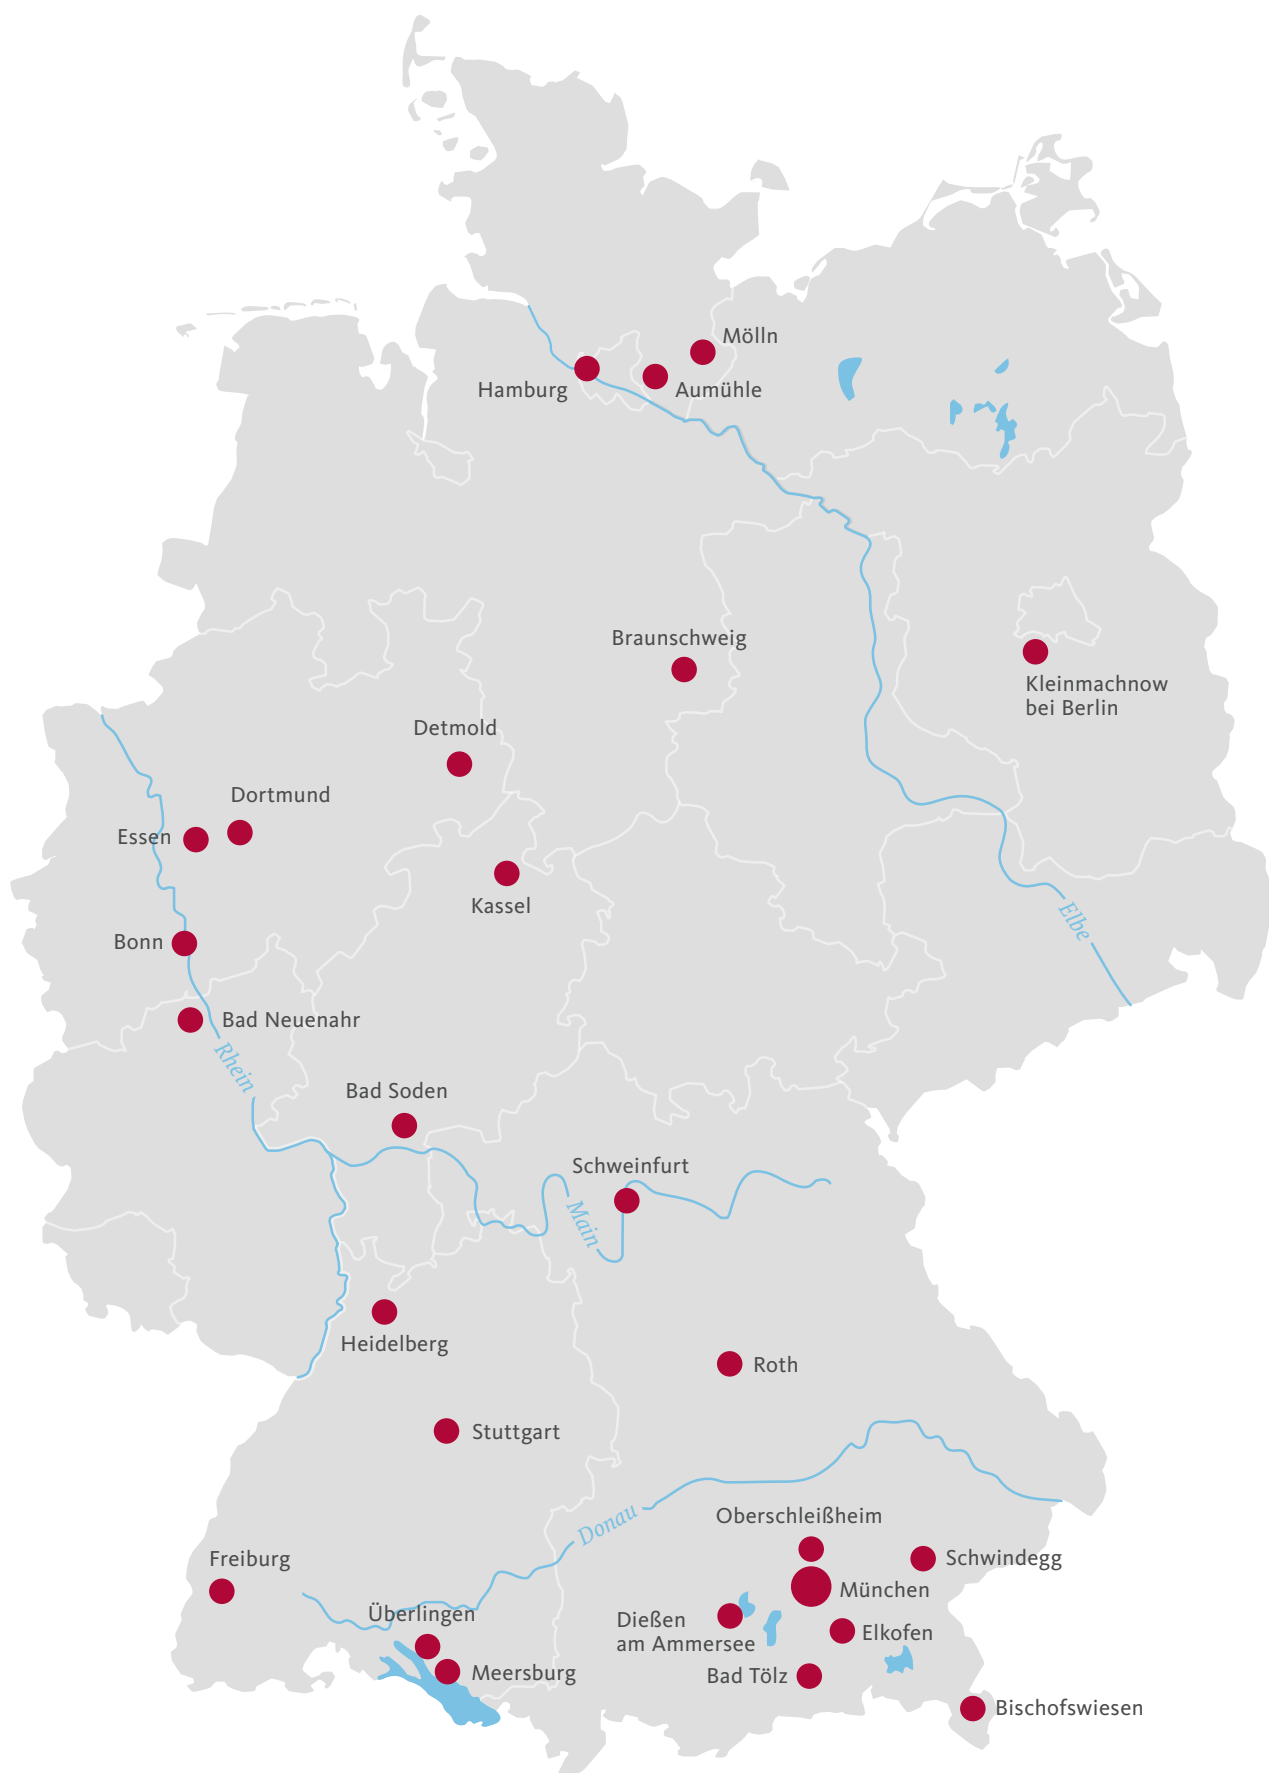 Mölln
Hamburg
Aumühle
Braunschweig
Kleinmachnow
bei Berlin
Detmold
Dortmund
Essen
Kassel
Elbe
Bonn
Bad Neuenahr
Rhein
Bad Soden
Schweinfurt
Main
Heidelberg
Roth
Stuttgart
Donau
Oberschleißheim
Freiburg
Schwindegg
München
Überlingen
Dießen
am Ammersee
Elkofen
Meersburg
Bad Tölz
Bischofswiesen